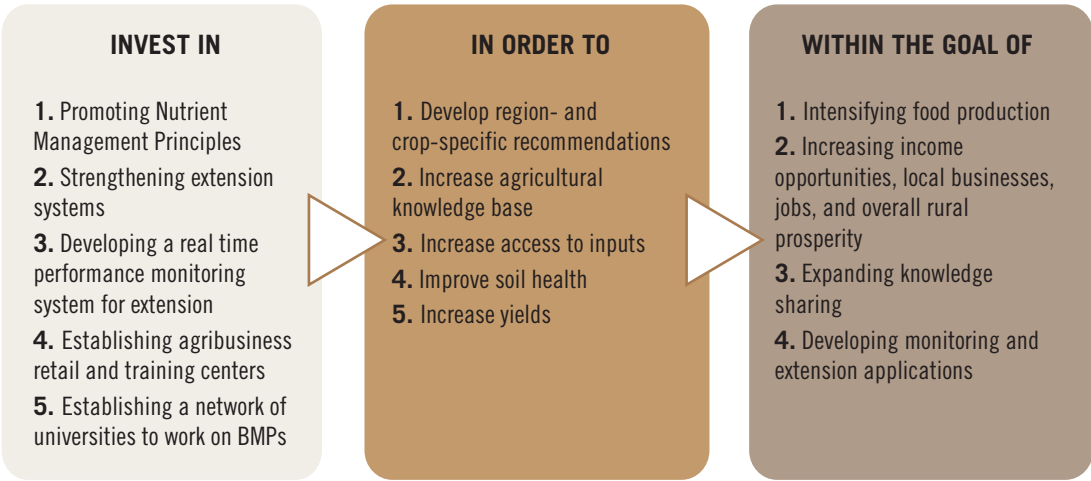 INVEST IN
1. Promoting Nutrient
Management Principles
2. Strengthening extension
systems
3. Developing a real time
performance monitoring
system for extension
4. Establishing agribusiness
retail and training centers
5. Establishing a network of
universities to work on BMPs
IN ORDER TO
1. Develop region- and
crop-specific recommendations
2. Increase agricultural
knowledge base
3. Increase access to inputs
4. Improve soil health
5. Increase yields
WITHIN THE GOAL OF
1. Intensifying food production
2. Increasing income
opportunities, local businesses,
jobs, and overall rural
prosperity
3. Expanding knowledge
sharing
4. Developing monitoring and
extension applications